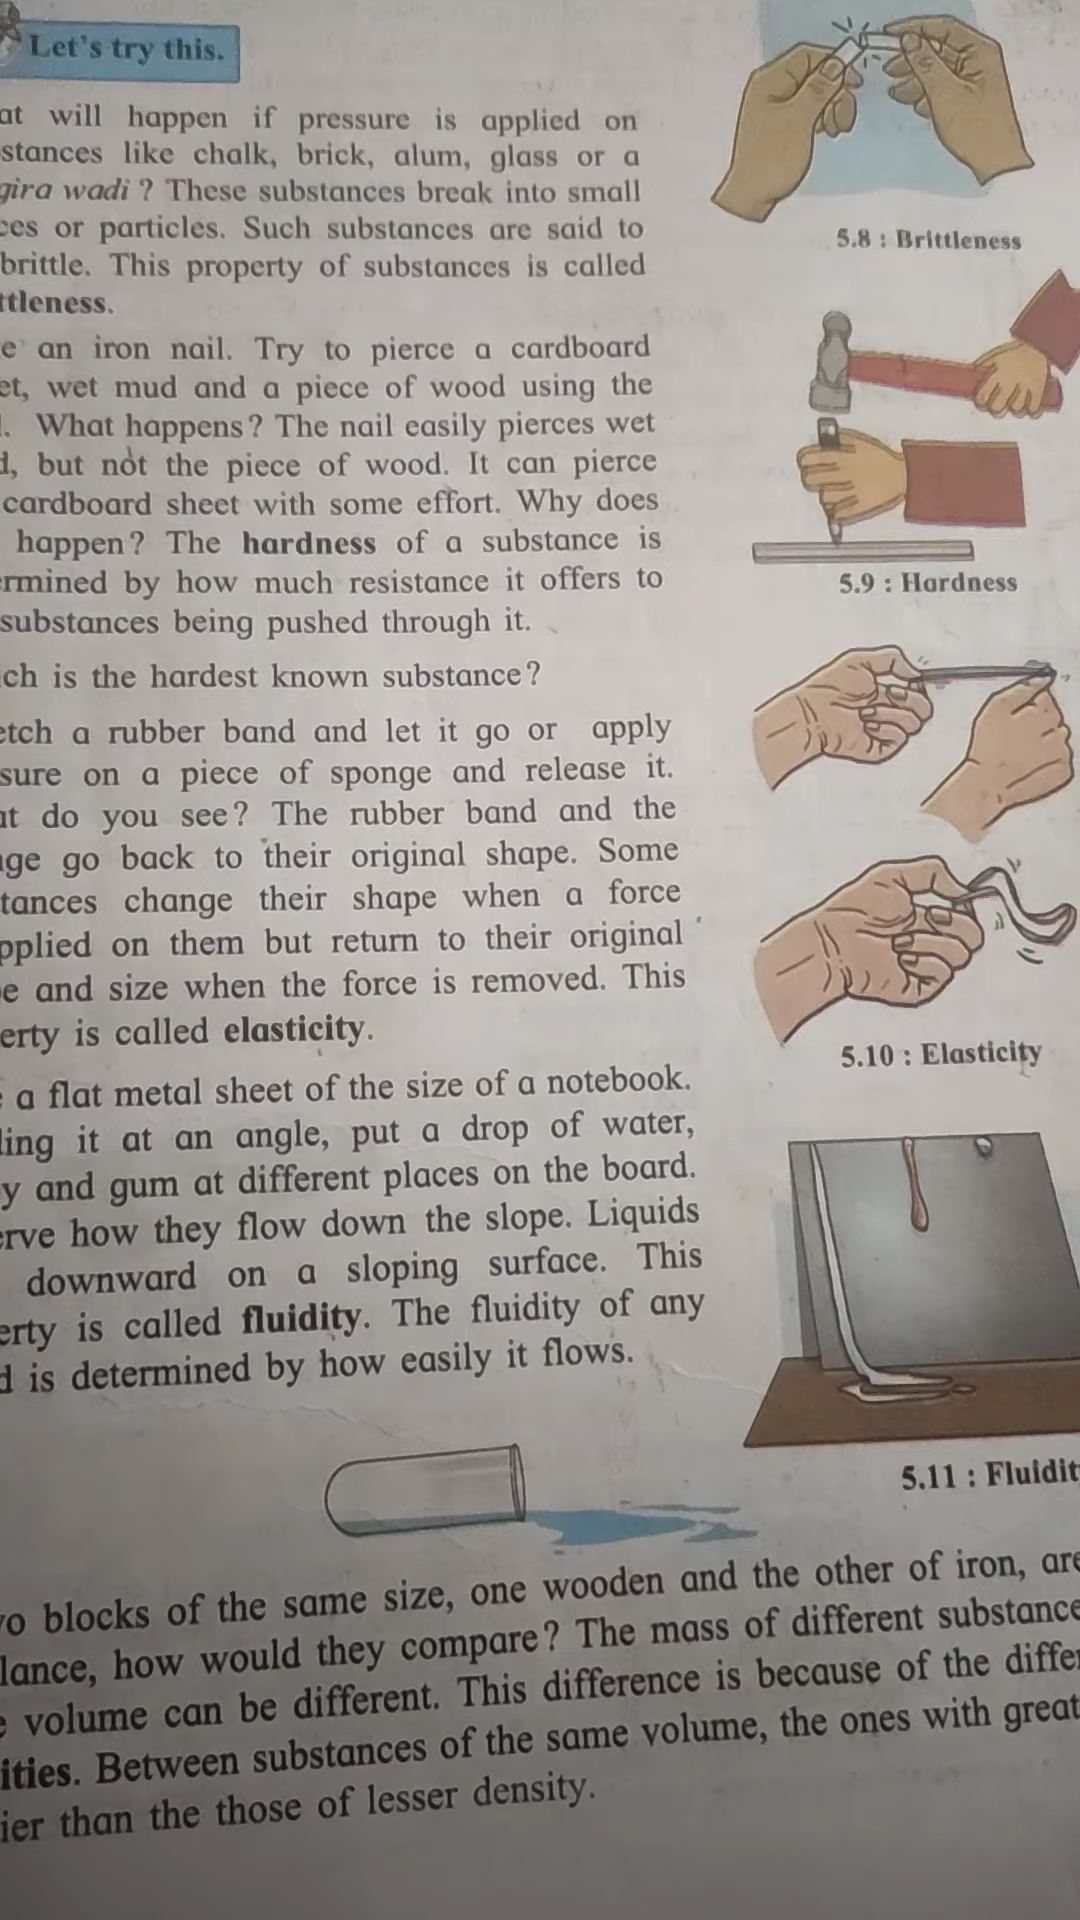 Let's try this.
at will happen if pressure is applied on
stances like chalk, brick, alum, glass or a
gira wadi ? These substances break into small
ces or particles. Such substances are said to
brittle. This property of substances is called
ttleness.
e an iron nail. Try to pierce a cardboard
et, wet mud and a piece of wood using the
l. What happens? The nail easily pierces wet
d, but not the piece of wood. It can pierce
cardboard sheet with some effort. Why does
happen? The hardness of a substance is
ermined by how much resistance it offers to
substances being pushed through it.
ich is the hardest known substance?
etch a rubber band and let it go or apply
sure on a piece of sponge and release it.
at do you see? The rubber band and the
nge go back to their original shape. Some
tances change their shape when a force
pplied on them but return to their original
e and size when the force is removed. This
erty is called elasticity.
e a flat metal sheet of the size of a notebook.
ling it at an angle, put a drop of water,
y and gum at different places on the board.
erve how they flow down the slope. Liquids
downward on a sloping surface. This
erty is called fluidity. The fluidity of any
d is determined by how easily it flows.
5.8 : Brittleness
5.9 : Hardness
5.10 : Elasticity
5.11 : Fluidit
vo blocks of the same size, one wooden and the other of iron, are
lance, how would they compare? The mass of different substance
e volume can be different. This difference is because of the differ
ities. Between substances of the same volume, the ones with great
ier than the those of lesser density.